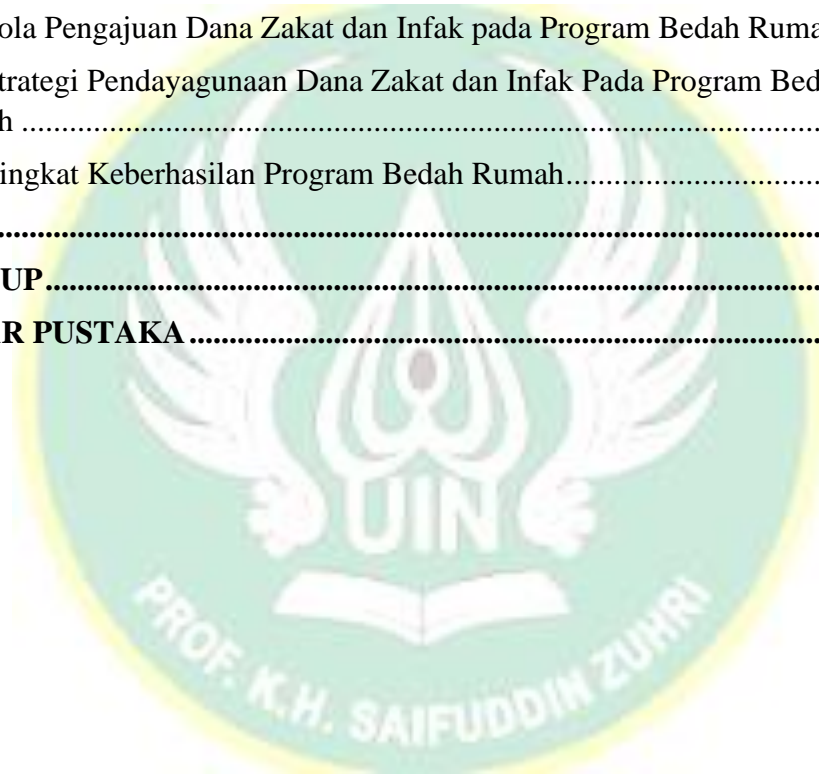 ola Pengajuan Dana Zakat dan Infak pada Program Bedah Ruma
trategi Pendayagunaan Dana Zakat dan Infak Pada Program Bed
h ........................................................................................................
ingkat Keberhasilan Program Bedah Rumah................................
........................................................................................................
UP....................................................................................................
R PUSTAKA................................................................................
UIN
PROF. K.H. SAIFUDDIN ZUHRI